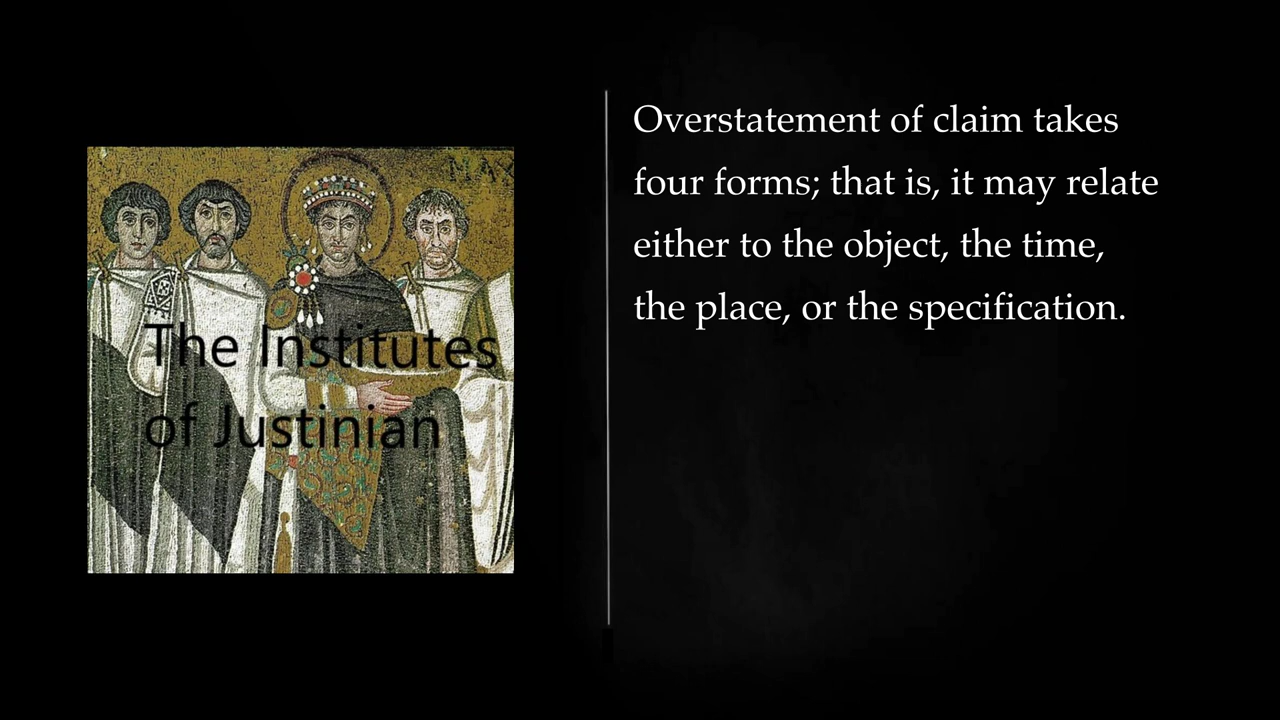 The Institutes
of Justinian
Overstatement of claim takes
four forms; that is, it may relate
either to the object, the time,
the place, or the specification.